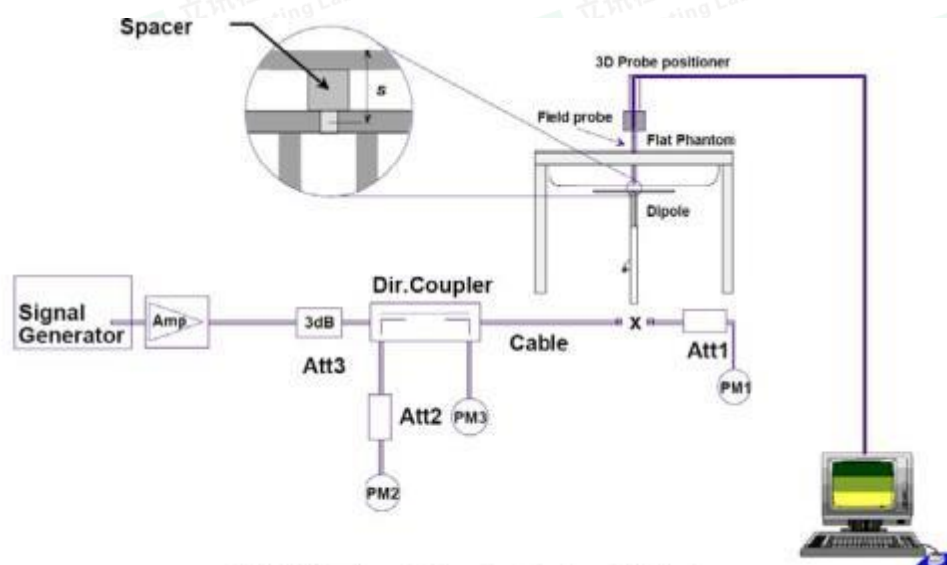 Spacer
s
3D Probe positioner
Field probe
Flat Phantom
Dipole
Signal
Generator
Amp
3dB
Att3
Dir.Coupler
Cable
x
Att1
PM1
Att2
PM3
PM2